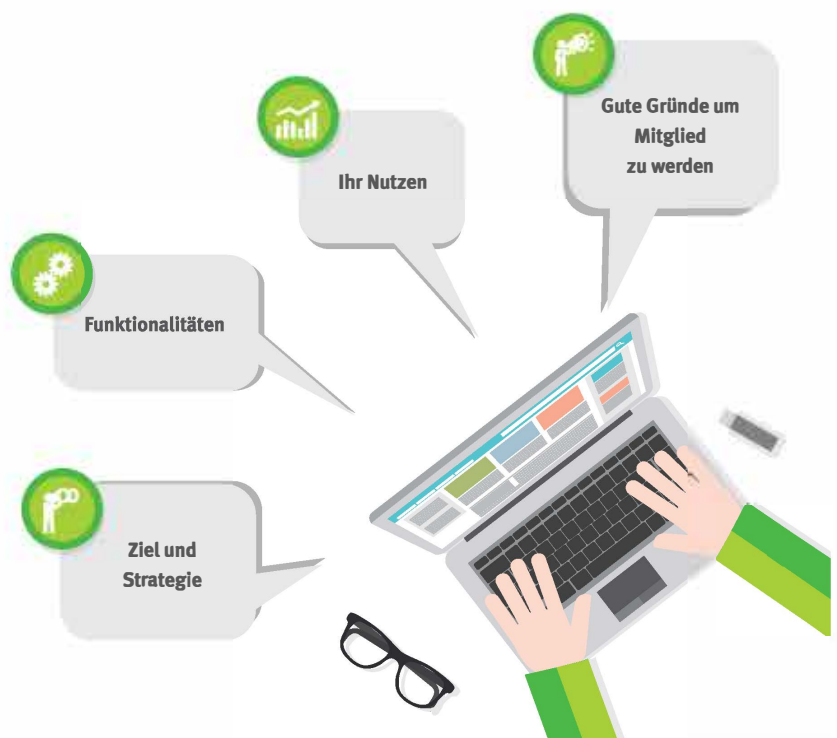 Gute Gründe um
Mitglied
zu werden
Ihr Nutzen
Funktionalitäten
Ziel und
Strategie